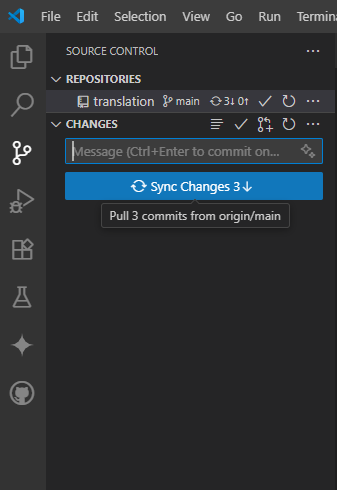 File Edit Selection View Go Run Termina
SOURCE CONTROL
REPOSITORIES
translation main 3↓ 0↑
CHANGES
Message (Ctrl+Enter to commit on...
Sync Changes 3↓
Pull 3 commits from origin/main